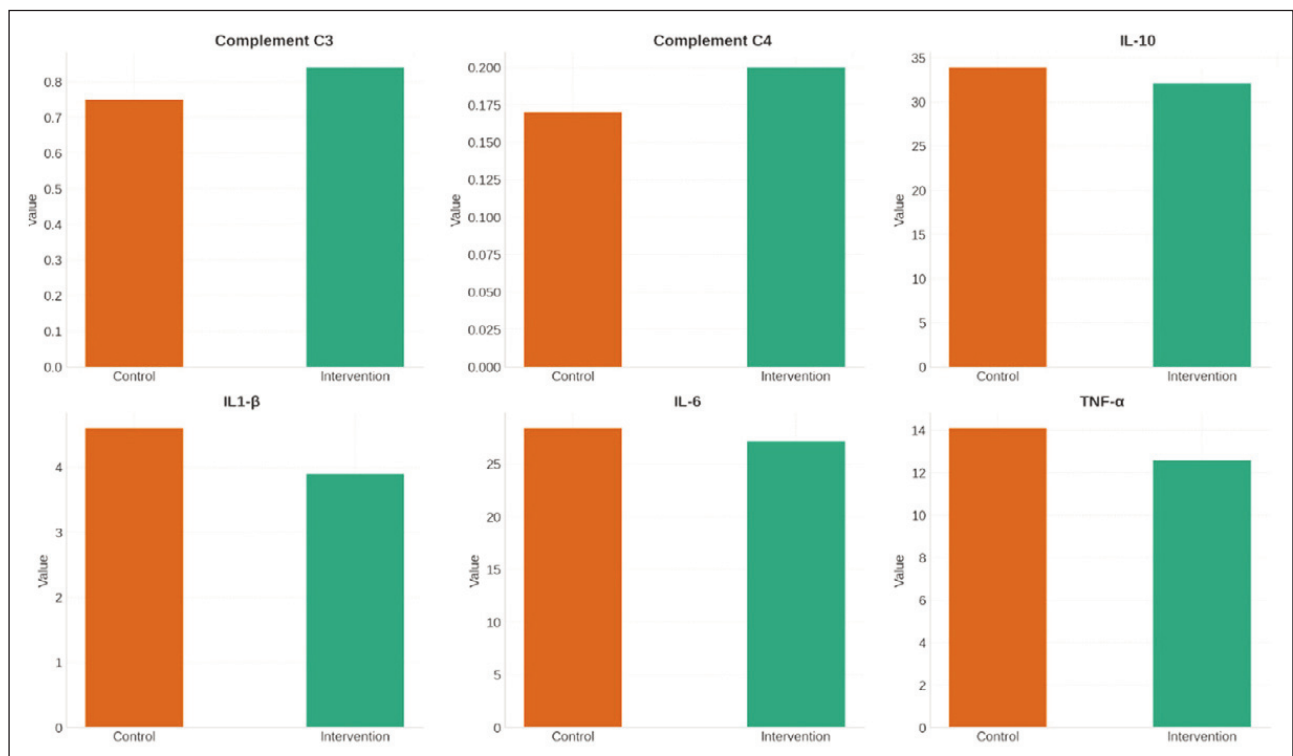 Complement C3
Value
0.8
0.7
0.6
0.5
0.4
0.3
0.2
0.1
0.0
Control Intervention
Complement C4
Value
0.200
0.175
0.150
0.125
0.100
0.075
0.050
0.025
0.000
Control Intervention
IL-10
Value
35
30
25
20
15
10
5
0
Control Intervention
IL1-β
Value
4
3
2
1
0
Control Intervention
IL-6
Value
25
20
15
10
5
0
Control Intervention
TNF-α
Value
14
12
10
8
6
4
2
0
Control Intervention